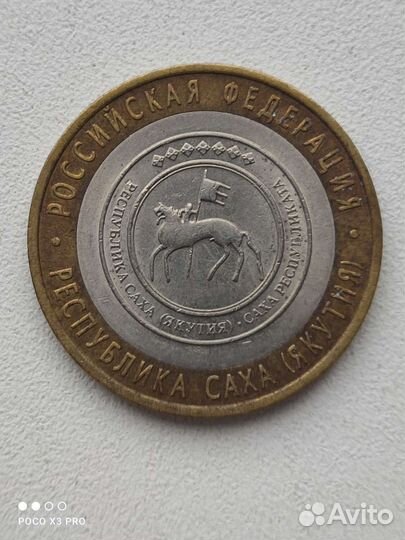 РОССИЙСКАЯ ФЕДЕРАЦИЯ
• РЕСПУБЛИКА САХА (ЯКУТИЯ) •
РЕСПУБЛИКА САХА (ЯКУТИЯ) • САХА РЕСПУБЛИКАТА
POCO X3 PRO
Avito